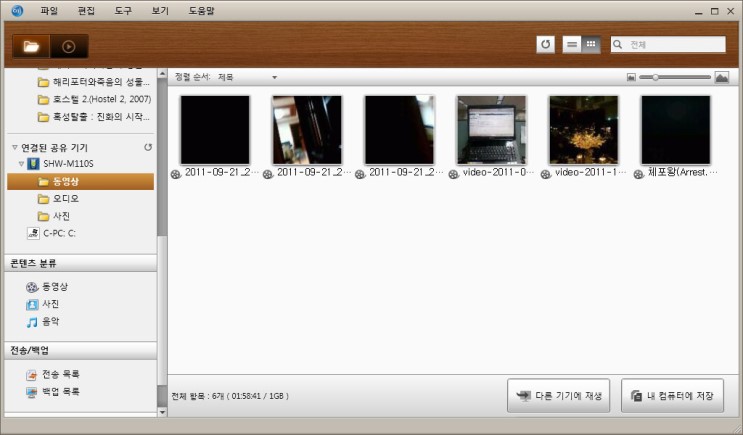 파일 편집 도구 보기 도움말
전체
해리포터와죽음의 성물...
호스텔 2.(Hostel 2, 2007)
혹성탈출 : 진화의 시작...
연결된 공유 기기
SHW-M110S
동영상
오디오
사진
C-PC: C:
콘텐츠 분류
동영상
사진
음악
전송/백업
전송 목록
백업 목록
정렬 순서: 제목
2011-09-21_2...
2011-09-21_2...
2011-09-21_2...
video-2011-0...
video-2011-1...
체포왕(Arrest,...
전체 항목 : 6개 ( 01:58:41 / 1GB )
다른 기기에 재생
내 컴퓨터에 저장